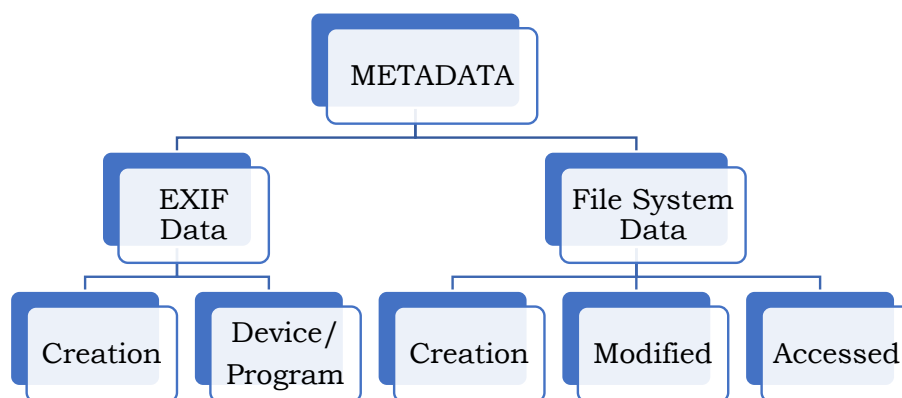 METADATA
EXIF
Data
File System
Data
Creation
Device/
Program
Creation
Modified
Accessed